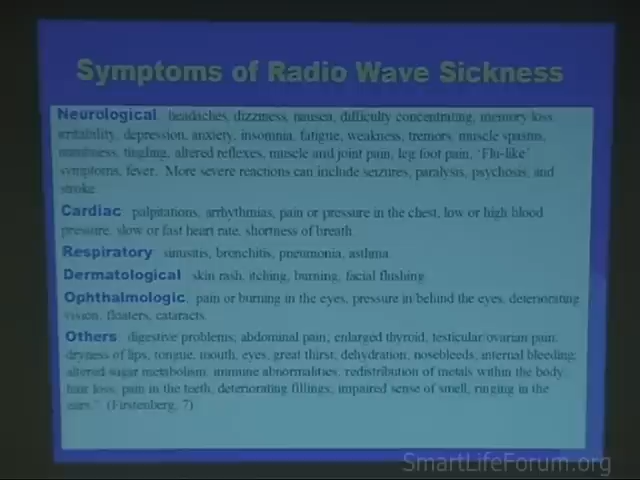 Symptoms of Radio Wave Sickness
Neurological headaches, dizziness, nausea, difficulty concentrating, memory loss,
irritability, depression, anxiety, insomnia, fatigue, weakness, tremors, muscle spasms,
numbness, tingling, altered reflexes, muscle and joint pain, leg foot pain, 'Flu-like'
symptoms, fever. More severe reactions can include seizures, paralysis, psychosis, and
stroke.
Cardiac palpitations, arrhythmias, pain or pressure in the chest, low or high blood
pressure, slow or fast heart rate, shortness of breath.
Respiratory sinusitis, bronchitis, pneumonia, asthma.
Dermatological skin rash, itching, burning, facial flushing.
Ophthalmologic pain or burning in the eyes, pressure in behind the eyes, deteriorating
vision, floaters, cataracts.
Others digestive problems, abdominal pain, enlarged thyroid, testicular ovarian pain,
dryness of lips, tongue, mouth, eyes, great thirst, dehydration, nosebleeds, internal bleeding,
altered sugar metabolism, immune abnormalities, redistribution of metals within the body,
hair loss, pain in the teeth, deteriorating fillings, impaired sense of smell, ringing in the
ears." (Firstenberg, 7)
SmartLifeForum.org